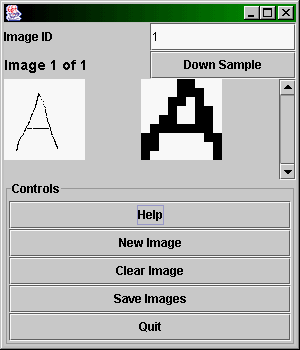 Image ID 1
Image 1 of 1 Down Sample
A A
Controls
Help
New Image
Clear Image
Save Images
Quit